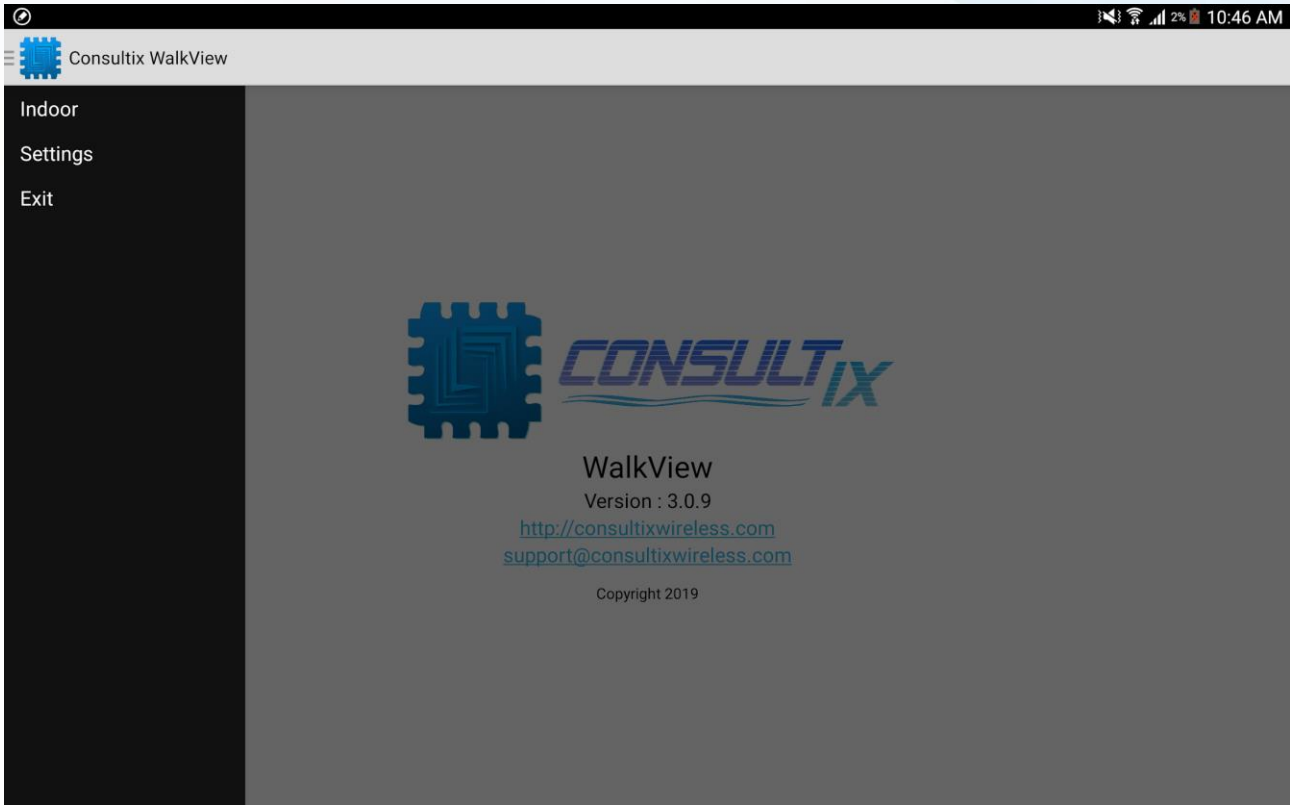 2% 10:46 AM
Consultix WalkView
Indoor
Settings
Exit
CONSULTIX
WalkView
Version : 3.0.9
http://consultixwireless.com
support@consultixwireless.com
Copyright 2019